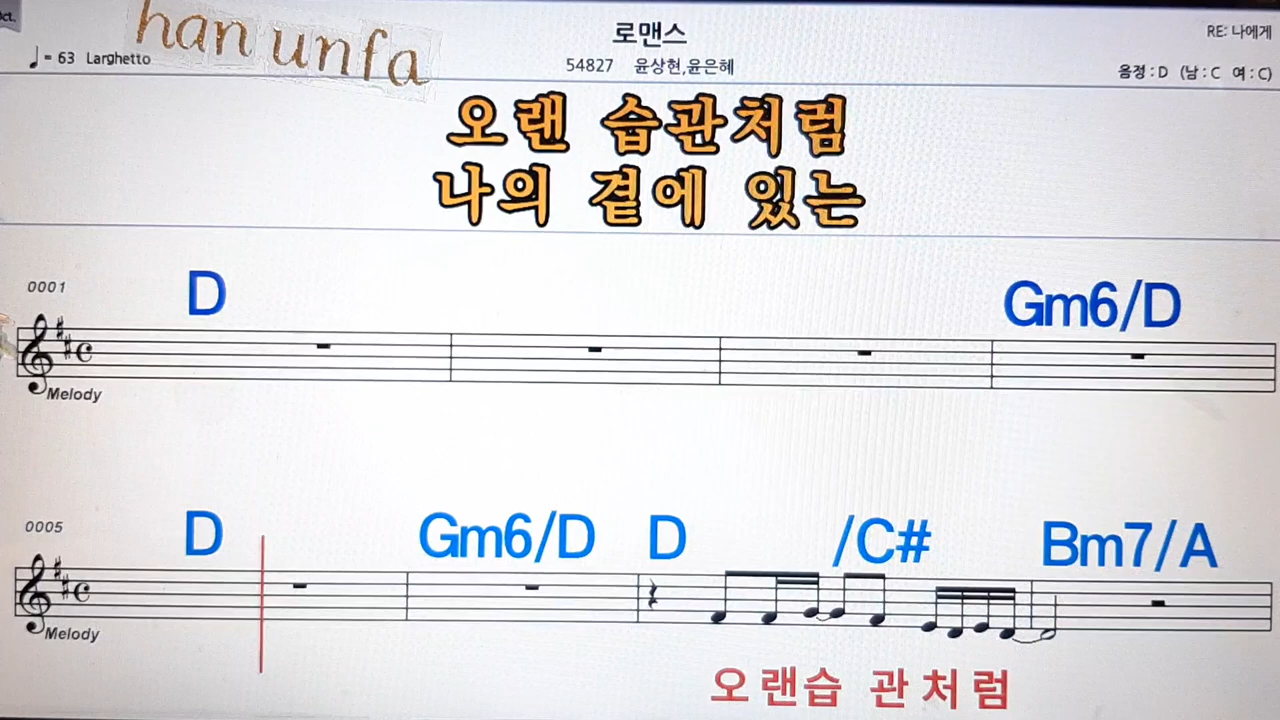 Oct.
han unfa
로맨스
RE: 나에게
♩= 63 Larghetto
54827 윤상현,윤은혜
음정 : D (남 : C 여 : C)
오랜 습관처럼
나의 곁에 있는
0001
D Gm6/D
Melody
0005
D Gm6/D D /C# Bm7/A
Melody
오랜습 관처럼